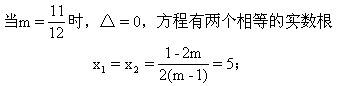 当m=11/12时，△=0，方程有两个相等的实数根
x₁=x₂=(1-2m)/(2(m-1))=5；